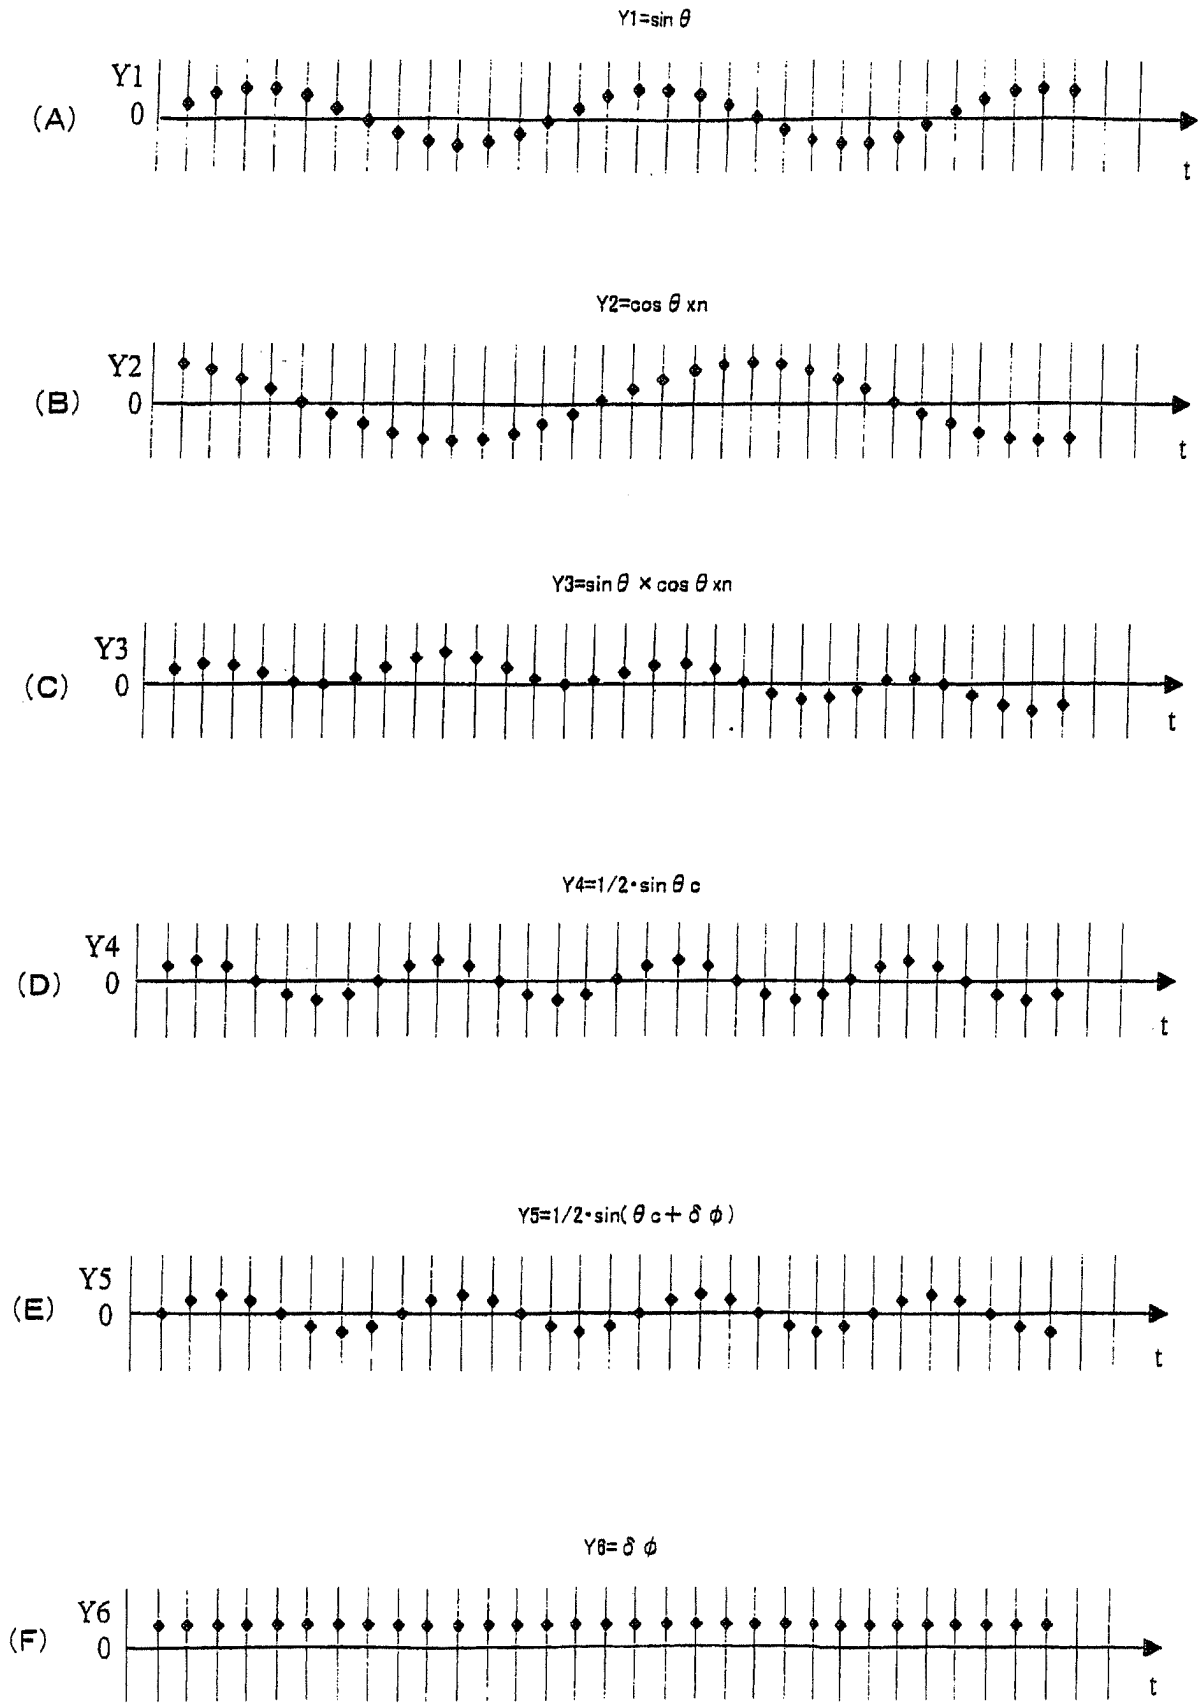 Y1=sin θ
Y1
(A)
0
t
Y2=cos θ xn
Y2
(B)
0
t
Y3=sin θ × cos θ xn
Y3
(C)
0
t
Y4=1/2・sin θ c
Y4
(D)
0
t
Y5=1/2・sin( θ c+ δ φ)
Y5
(E)
0
t
Y6= δ φ
Y6
(F)
0
t